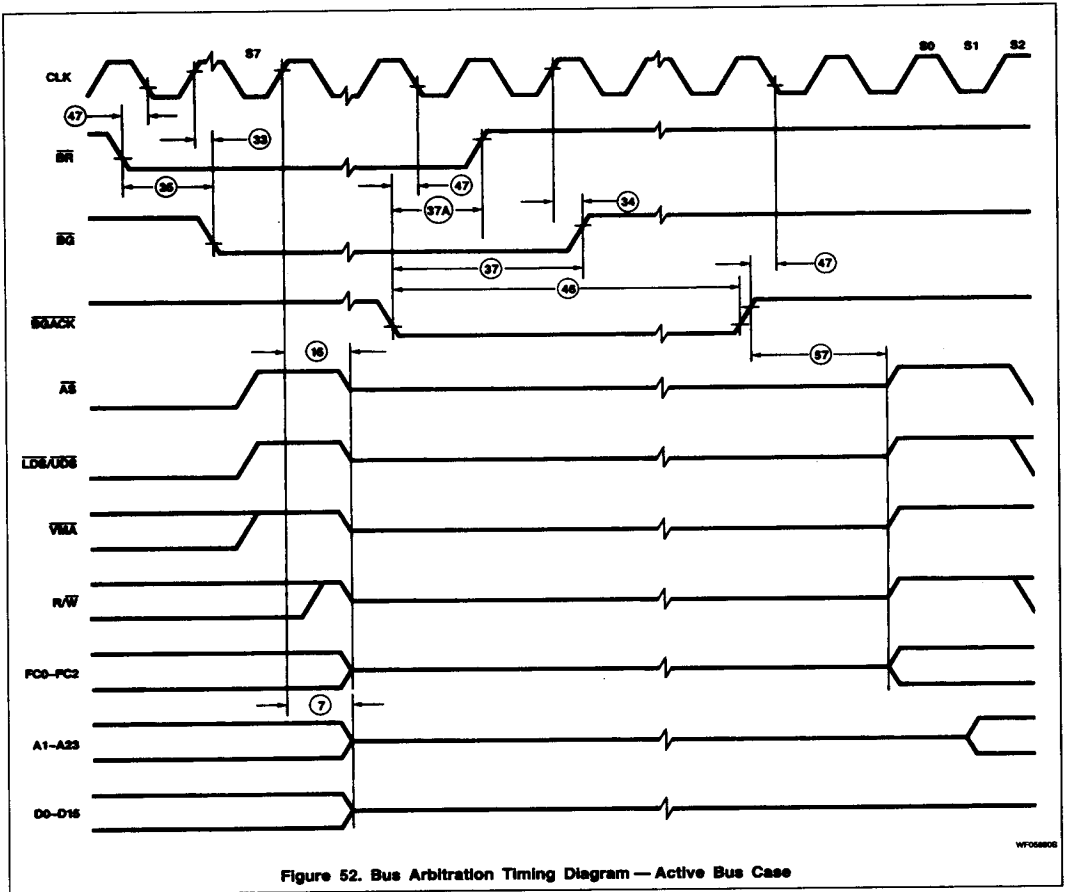 S7
S0 S1 S2
CLK
47
33
BR
35
47
37A
34
BG
37
47
46
BGACK
16
57
AS
LDS/UDS
VMA
R/W
FC0–FC2
7
A1–A23
D0–D15
Figure 52. Bus Arbitration Timing Diagram — Active Bus Case